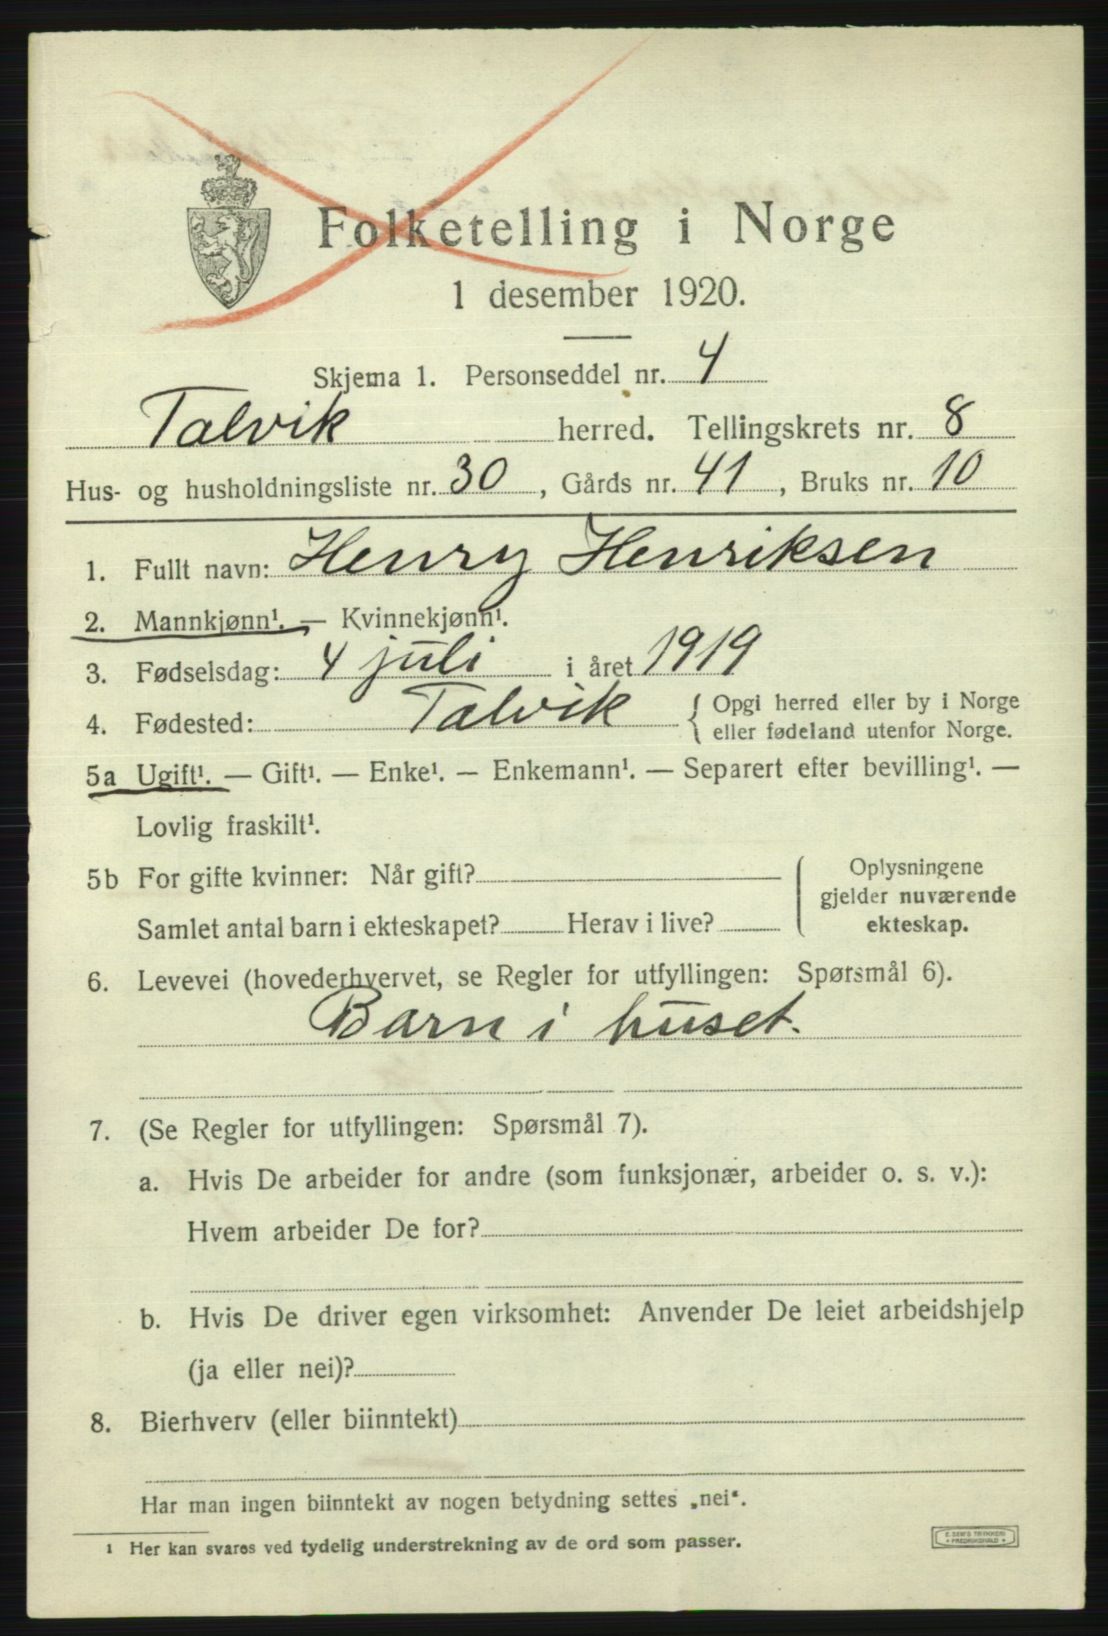 Folketelling i Norge
1 desember 1920.
Skjema 1. Personseddel nr. 4
Talvik herred. Tellingskrets nr. 8
Hus- og husholdningsliste nr. 30, Gårds nr. 41, Bruks nr. 10
1. Fullt navn: Henry Henriksen
2. Mannkjønn¹. — Kvinnekjønn¹.
3. Fødselsdag: 4 juli i året 1919
4. Fødested: Talvik { Opgi herred eller by i Norge
eller fødeland utenfor Norge.
5a Ugift¹. — Gift¹. — Enke¹. — Enkemann¹. — Separert efter bevilling¹. —
Lovlig fraskilt¹.
5b For gifte kvinner: Når gift?
Samlet antal barn i ekteskapet? Herav i live?
Oplysningene
gjelder nuværende
ekteskap.
6. Levevei (hovederhvervet, se Regler for utfyllingen: Spørsmål 6).
Barn i huset.
7. (Se Regler for utfyllingen: Spørsmål 7).
a. Hvis De arbeider for andre (som funksjonær, arbeider o. s. v.):
Hvem arbeider De for?
b. Hvis De driver egen virksomhet: Anvender De leiet arbeidshjelp
(ja eller nei)?
8. Bierhverv (eller biinntekt)
Har man ingen biinntekt av nogen betydning settes „nei“.
¹ Her kan svares ved tydelig understrekning av de ord som passer.
E. SEM'S TRYKKERI
• FREDRIKSHALD •